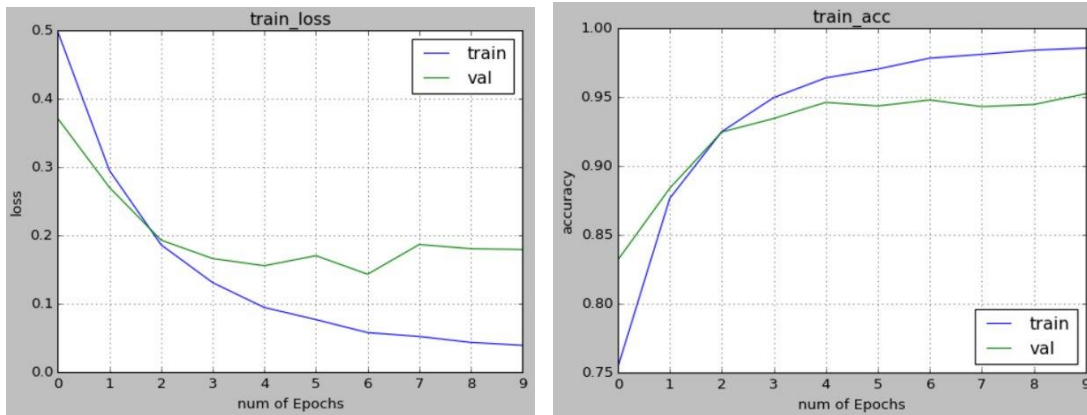 train_loss
0.5
0.4
0.3
0.2
0.1
0.0
loss
train
val
0 1 2 3 4 5 6 7 8 9
num of Epochs
train_acc
1.00
0.95
0.90
0.85
0.80
0.75
accuracy
train
val
0 1 2 3 4 5 6 7 8 9
num of Epochs